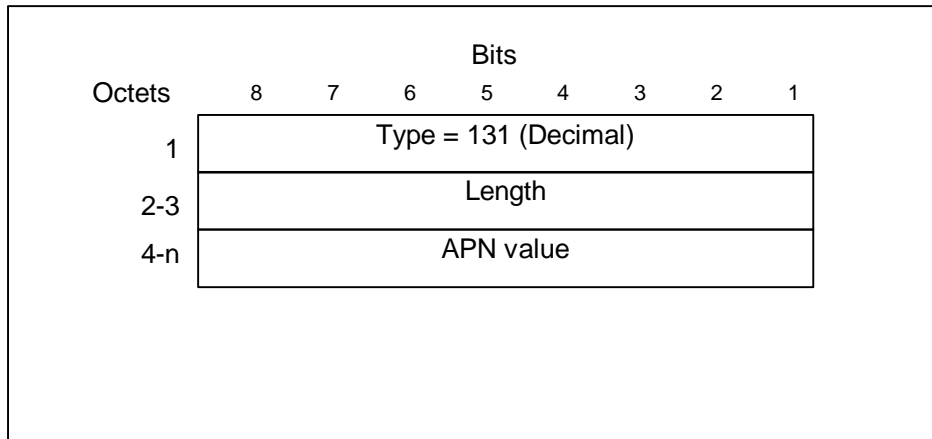 Bits
Octets 8 7 6 5 4 3 2 1
1 Type = 131 (Decimal)
2-3 Length
4-n APN value